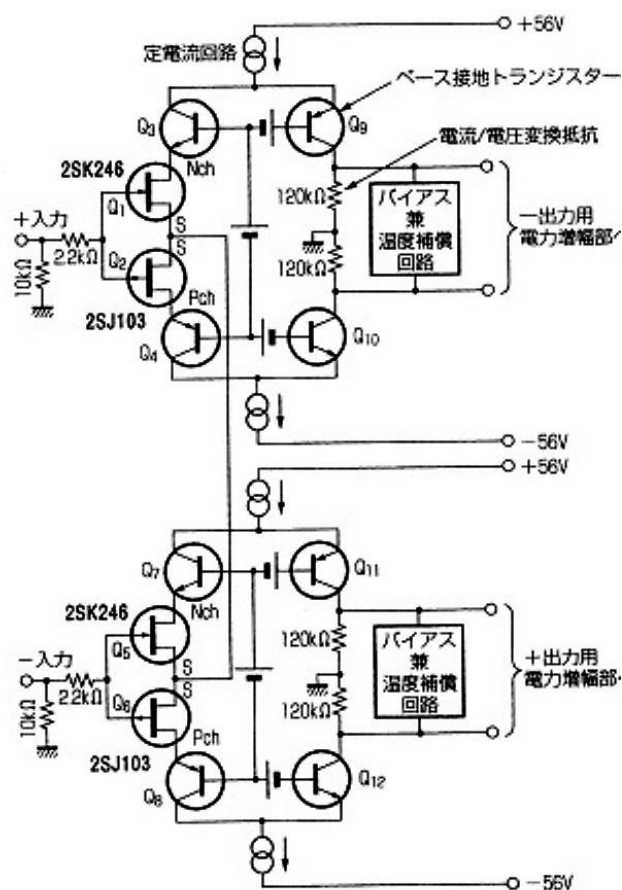 +56V
定電流回路
ベース接地トランジスター
Q3
Q9
電流/電圧変換抵抗
2SK246
Nch
Q1
120kΩ
バイアス
兼
温度補償
回路
−出力用
電力増幅部へ
+入力
S
2.2kΩ
10kΩ
Q2
S
120kΩ
Pch
2SJ103
Q4
Q10
−56V
+56V
Q7
Q11
2SK246
Nch
Q5
120kΩ
バイアス
兼
温度補償
回路
+出力用
電力増幅部へ
−入力
S
2.2kΩ
10kΩ
Q6
S
120kΩ
Pch
2SJ103
Q8
Q12
−56V